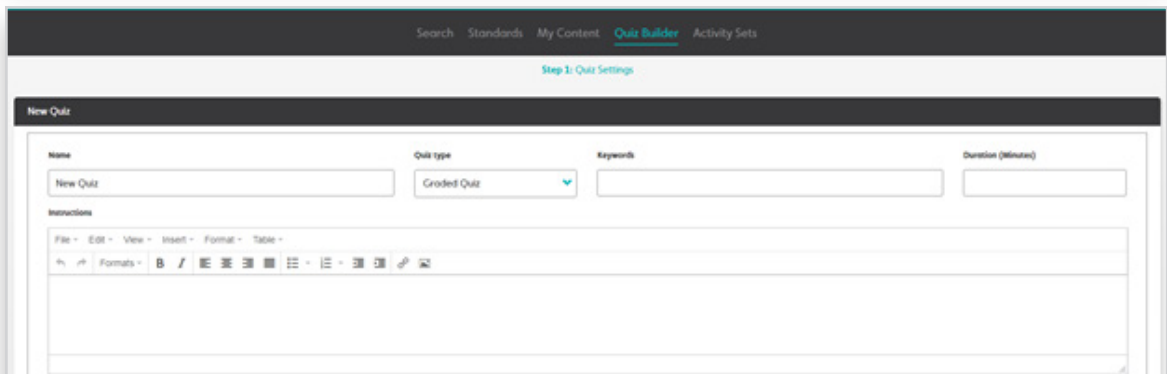 Search Standards My Content Quiz Builder Activity Sets
Step 1: Quiz Settings
New Quiz
Name Quiz type Keywords Duration (Minutes)
New Quiz Graded Quiz
Instructions
File Edit View Insert Format Table
Formats B I